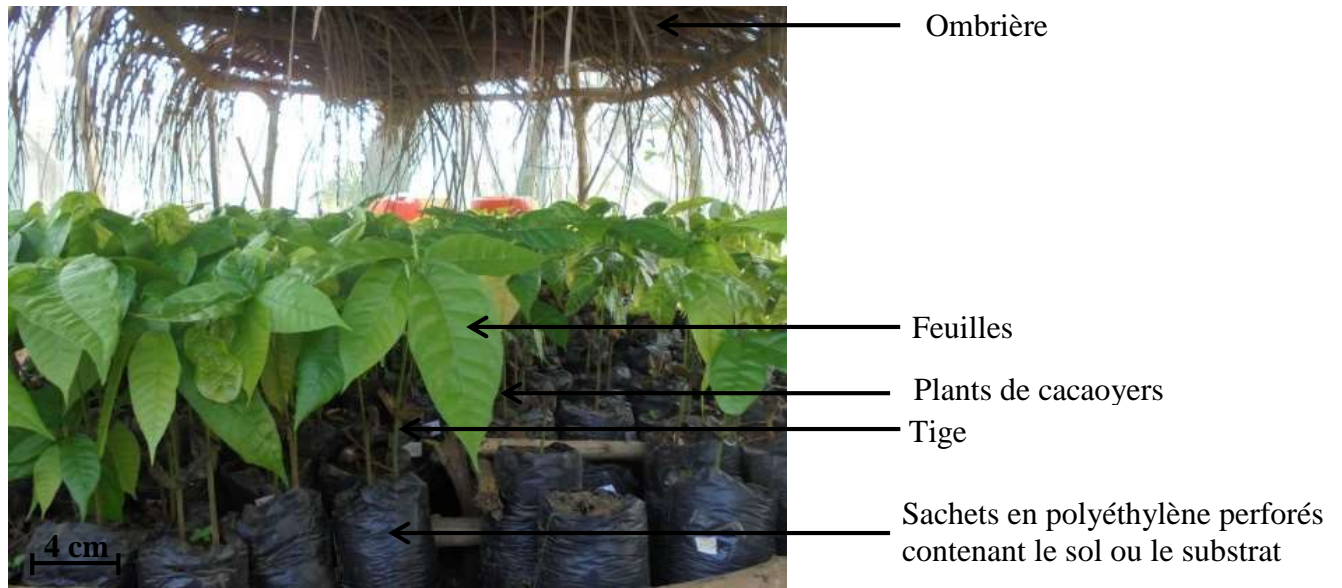 Ombrière
Feuilles
Plants de cacaoyers
Tige
Sachets en polyéthylène perforés
contenant le sol ou le substrat
4 cm